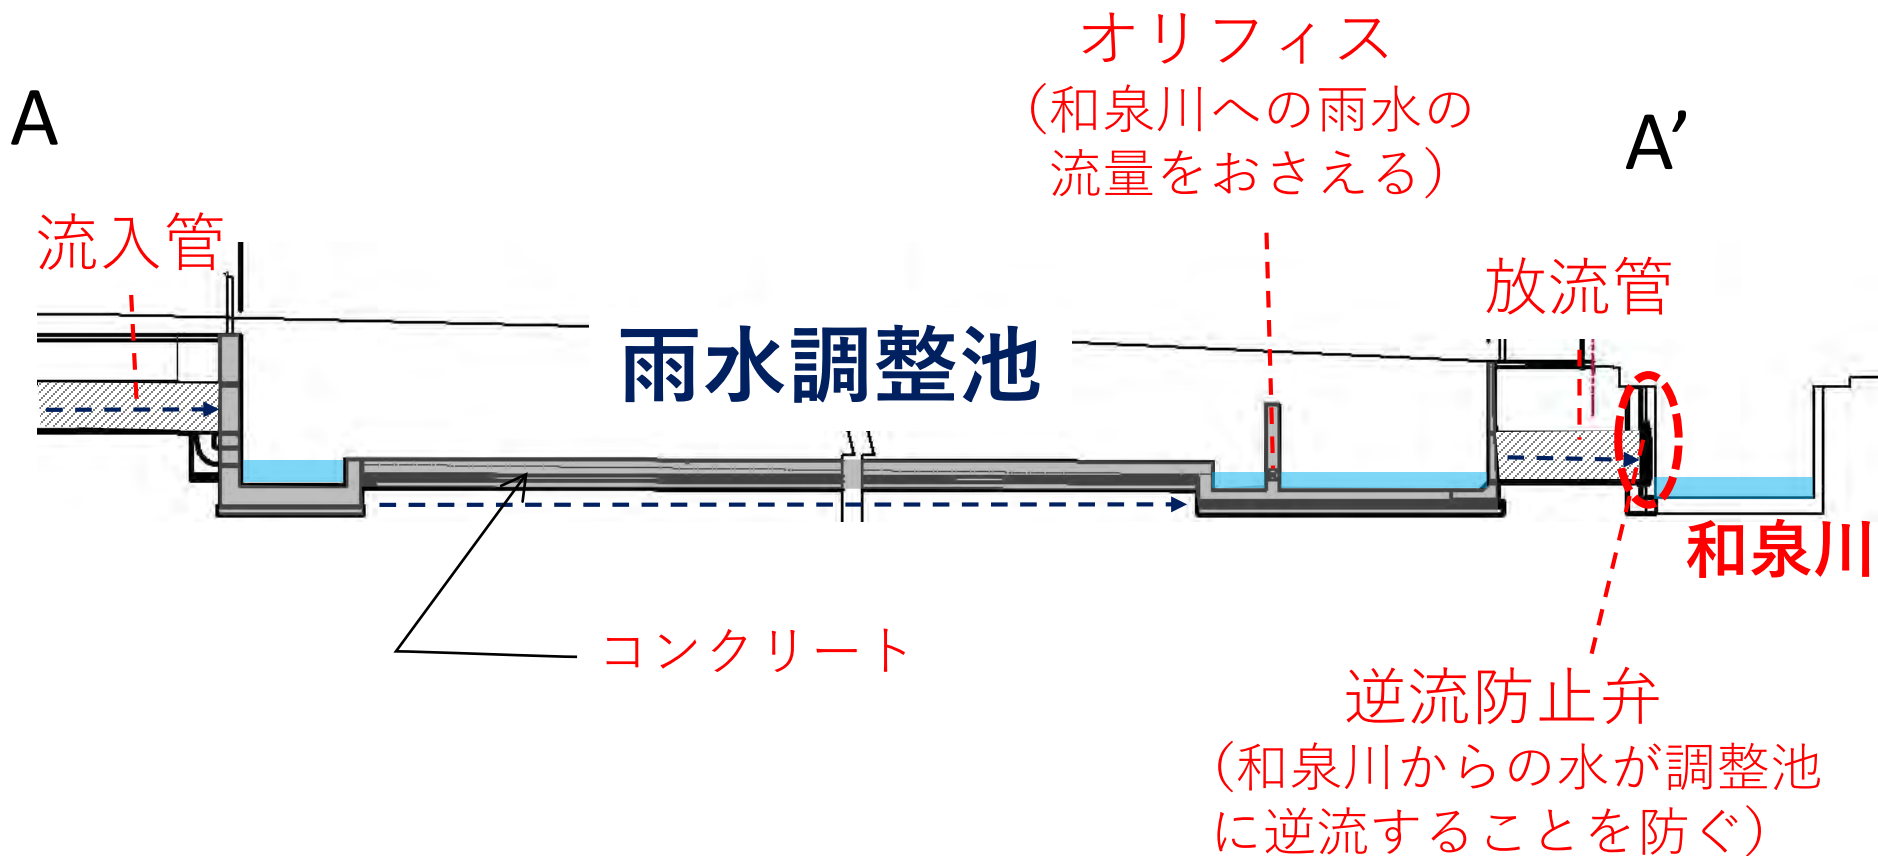 オリフィス
（和泉川への雨水の
流量をおさえる）
A
A’
流入管
放流管
雨水調整池
和泉川
コンクリート
逆流防止弁
（和泉川からの水が調整池
に逆流することを防ぐ）